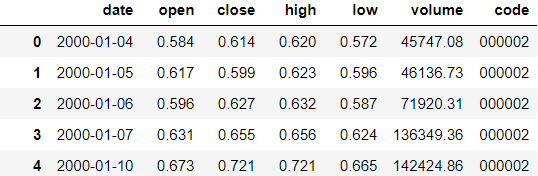 date open close high low volume code
0 2000-01-04 0.584 0.614 0.620 0.572 45747.08 000002
1 2000-01-05 0.617 0.599 0.623 0.596 46136.73 000002
2 2000-01-06 0.596 0.627 0.632 0.587 71920.31 000002
3 2000-01-07 0.631 0.655 0.656 0.624 136349.36 000002
4 2000-01-10 0.673 0.721 0.721 0.665 142424.86 000002